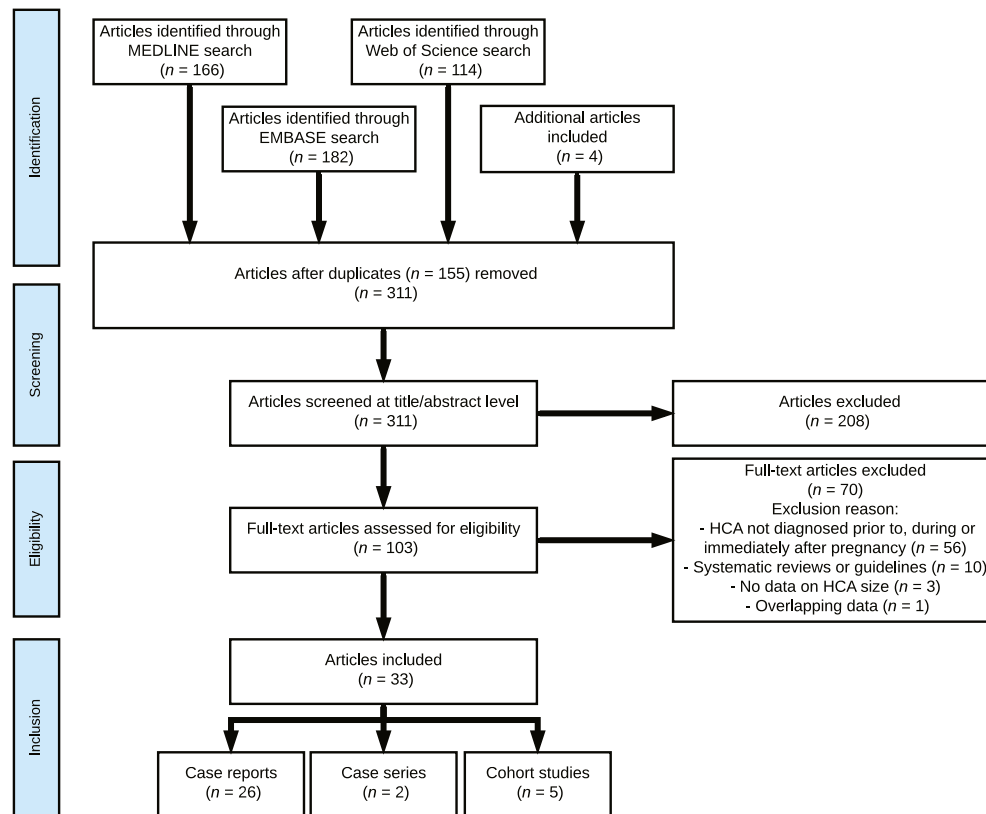 Identification
Articles identified through
MEDLINE search
(n = 166)
Articles identified through
Web of Science search
(n = 114)
Articles identified through
EMBASE search
(n = 182)
Additional articles
included
(n = 4)
Articles after duplicates (n = 155) removed
(n = 311)
Screening
Articles screened at title/abstract level
(n = 311)
Articles excluded
(n = 208)
Eligibility
Full-text articles assessed for eligibility
(n = 103)
Full-text articles excluded
(n = 70)
Exclusion reason:
- HCA not diagnosed prior to, during or
immediately after pregnancy (n = 56)
- Systematic reviews or guidelines (n = 10)
- No data on HCA size (n = 3)
- Overlapping data (n = 1)
Inclusion
Articles included
(n = 33)
Case reports
(n = 26)
Case series
(n = 2)
Cohort studies
(n = 5)